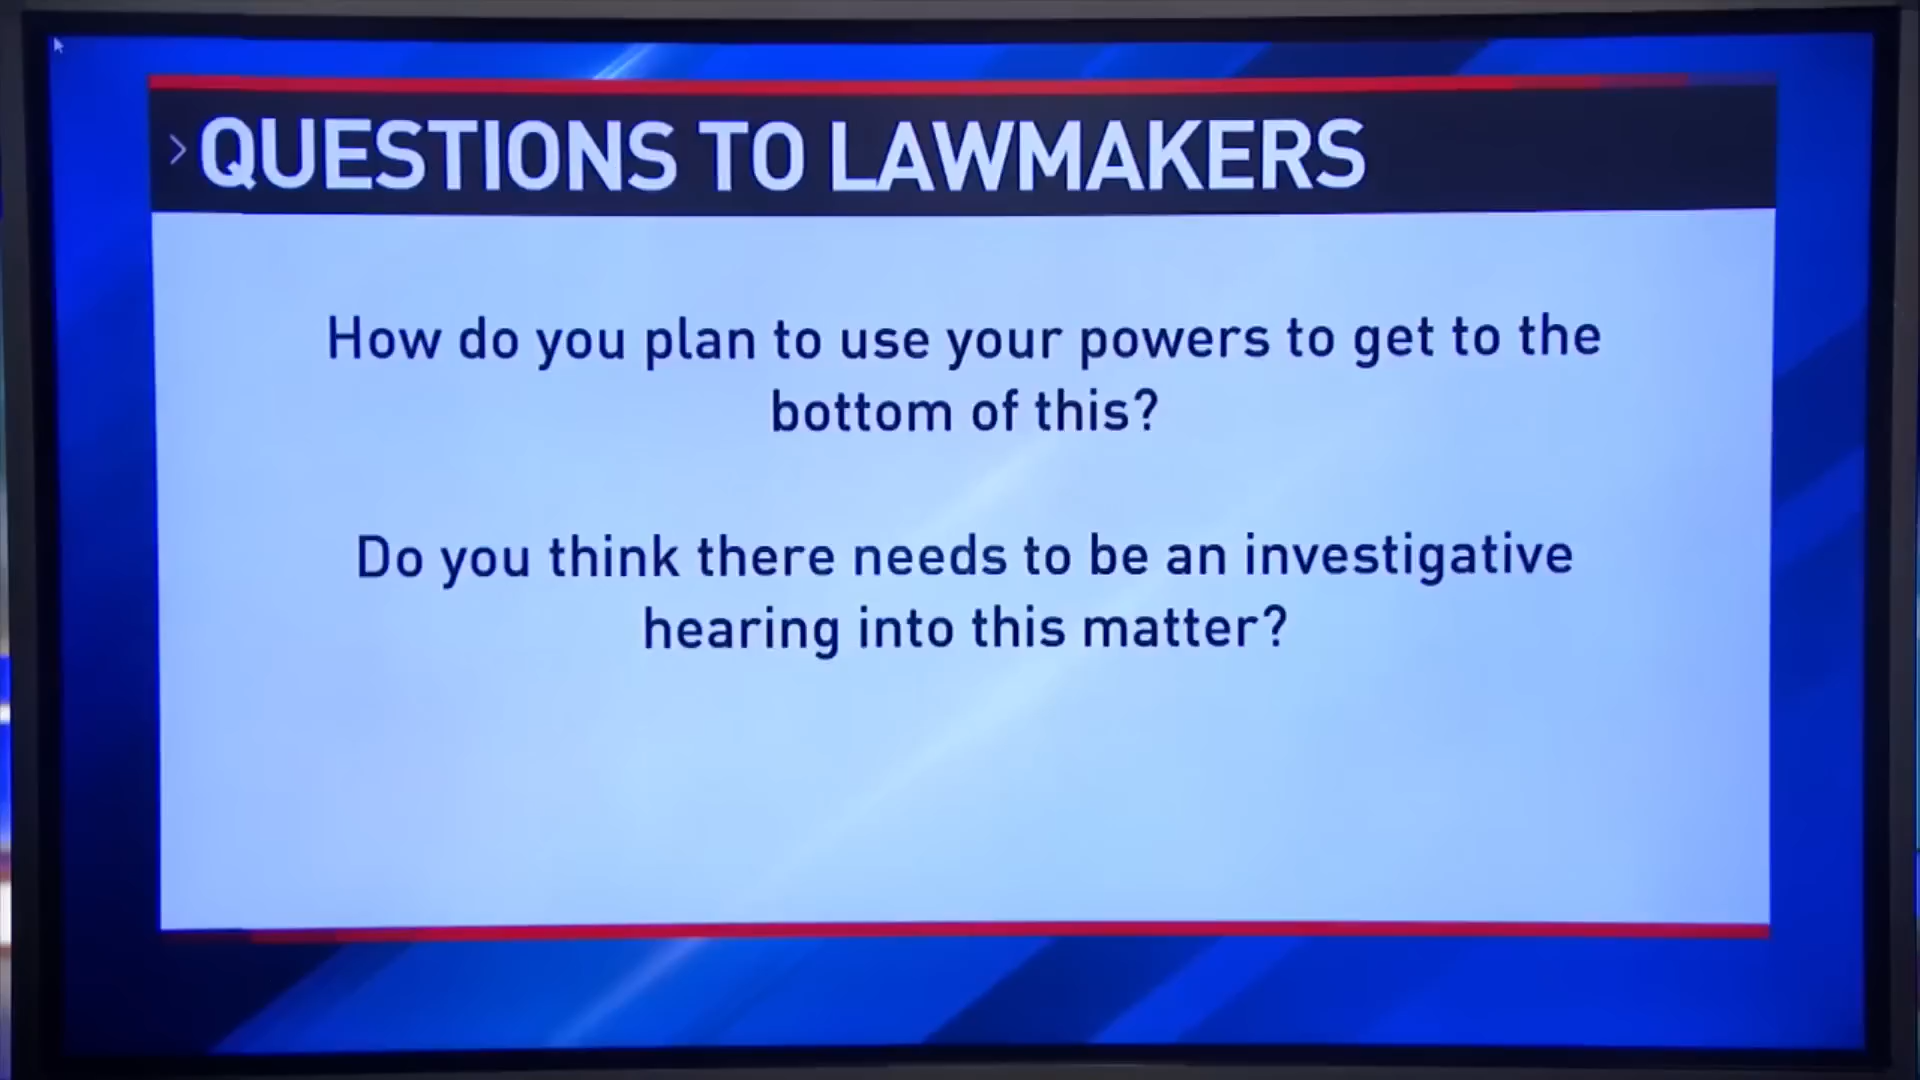 > QUESTIONS TO LAWMAKERS
How do you plan to use your powers to get to the
bottom of this?
Do you think there needs to be an investigative
hearing into this matter?